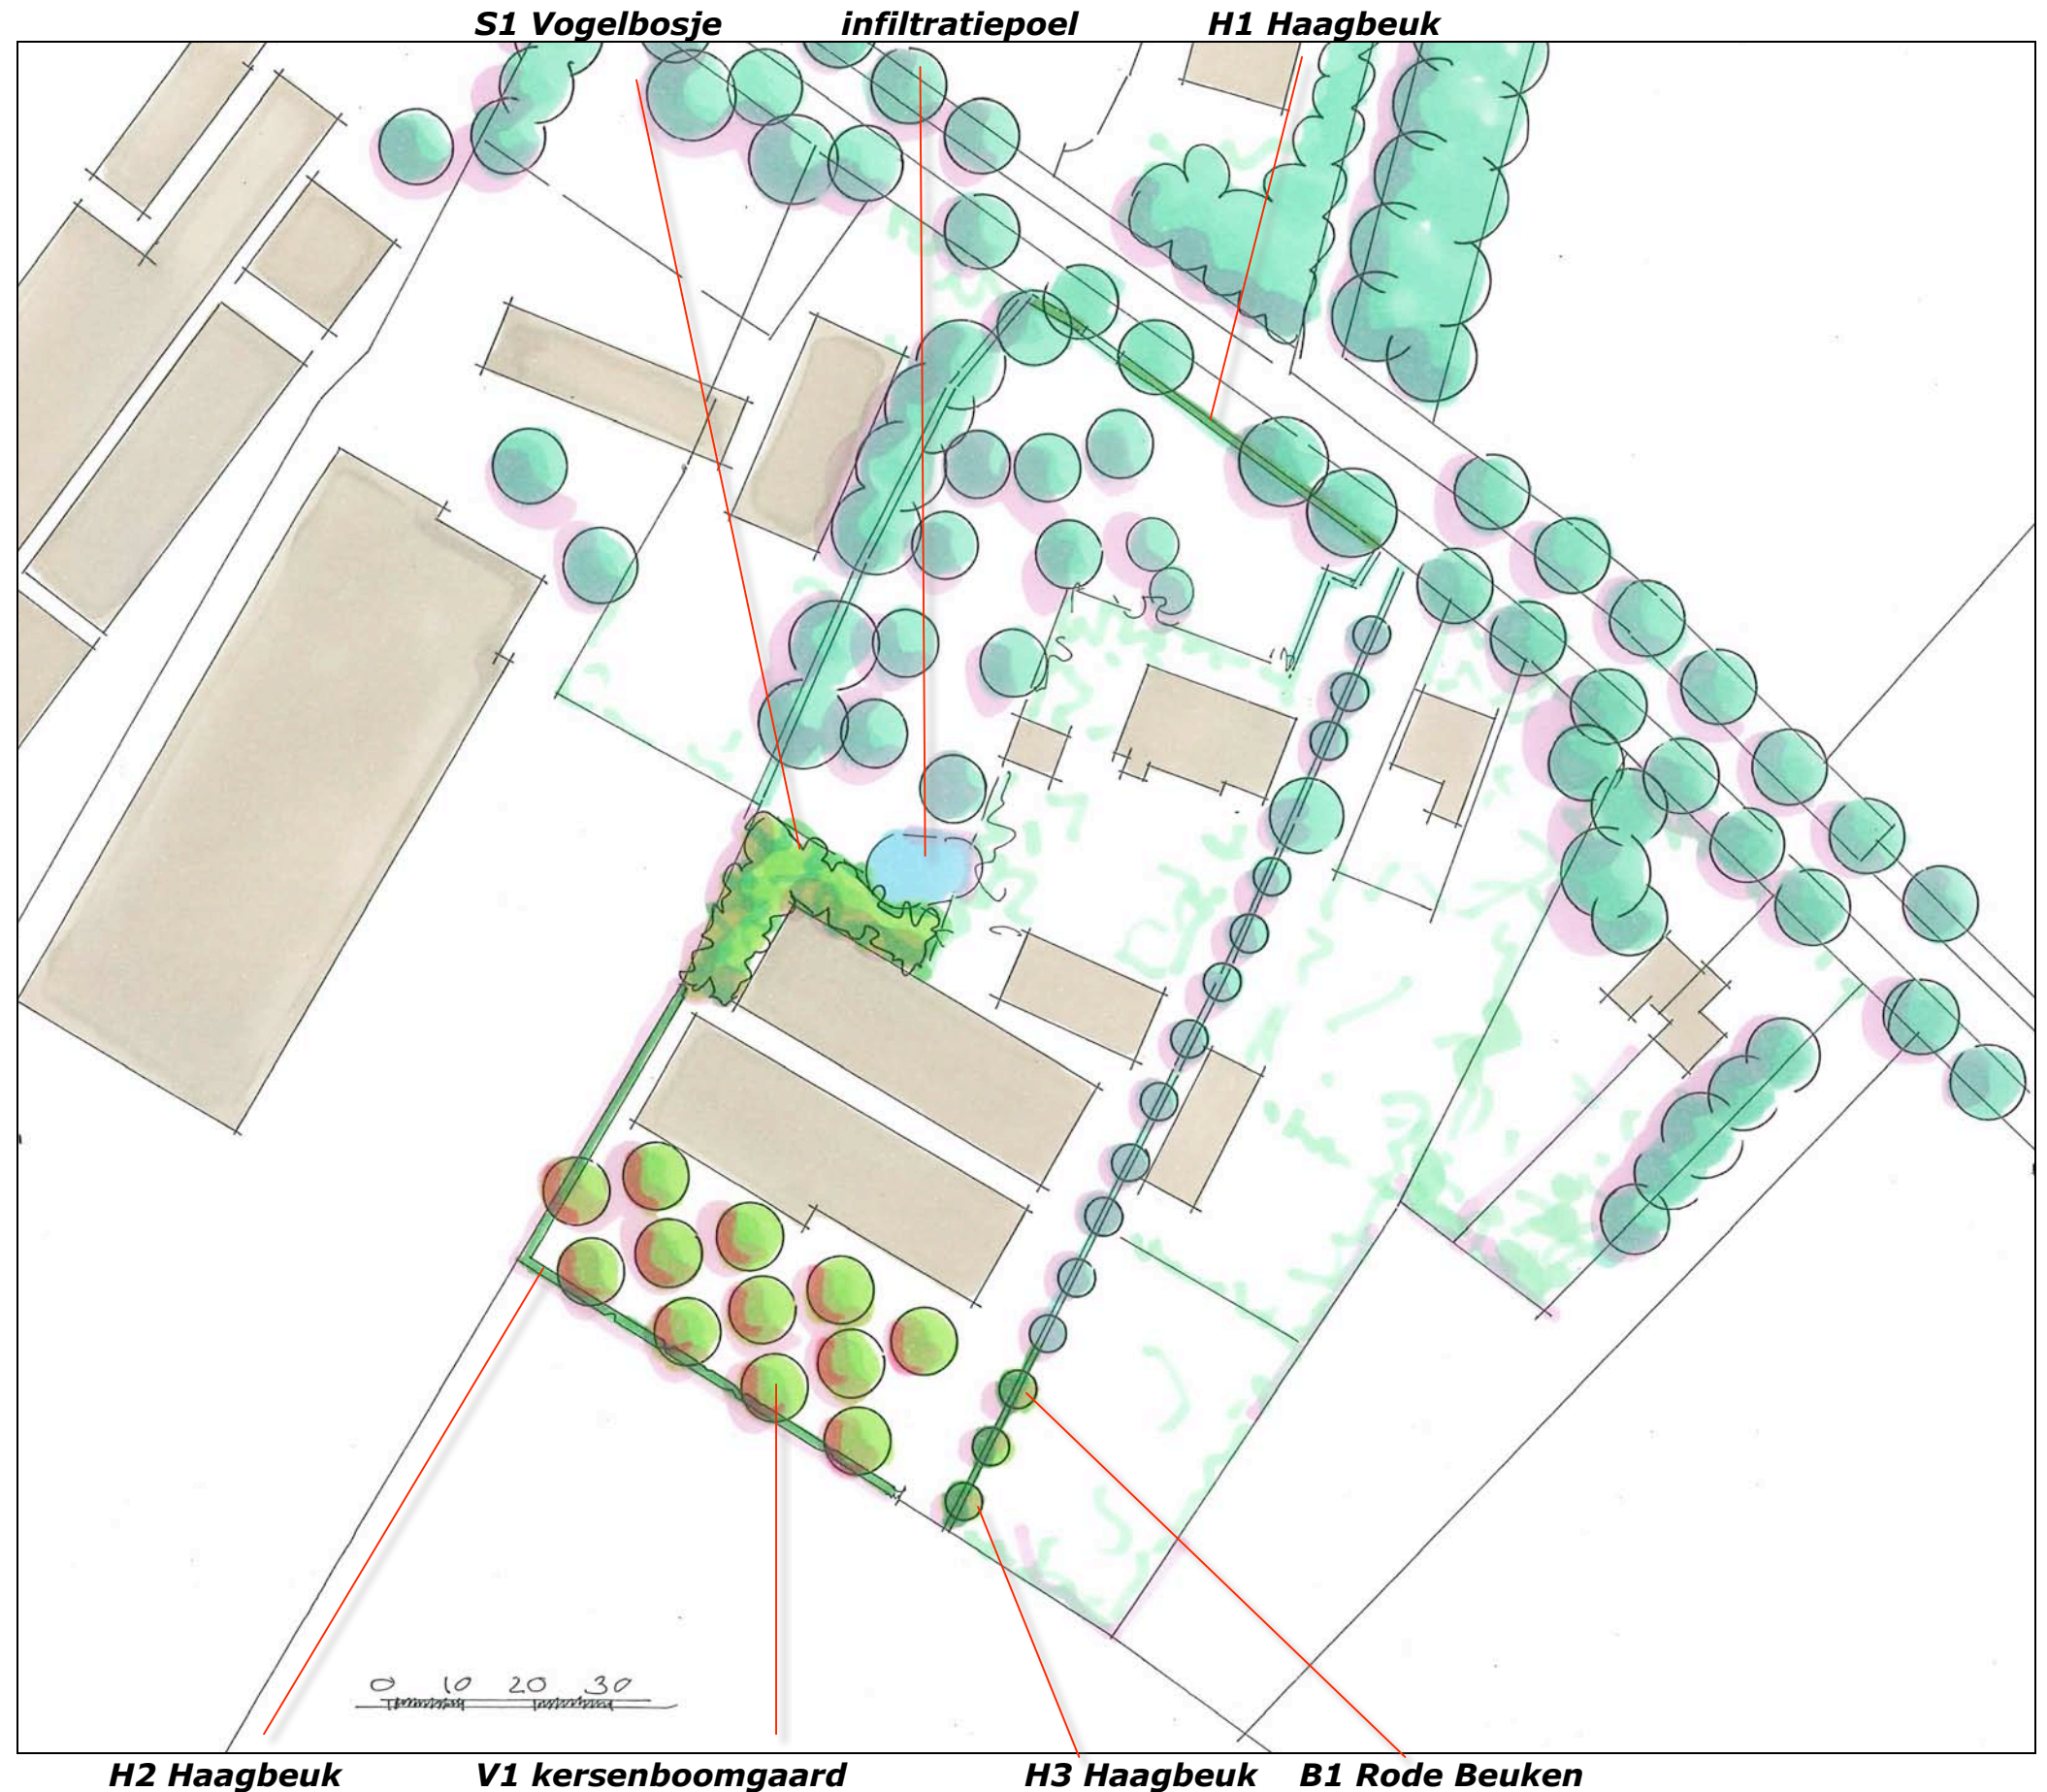 S1 Vogelbosje infiltratiepoel H1 Haagbeuk
0 10 20 30
H2 Haagbeuk V1 kersenboomgaard H3 Haagbeuk B1 Rode Beuken